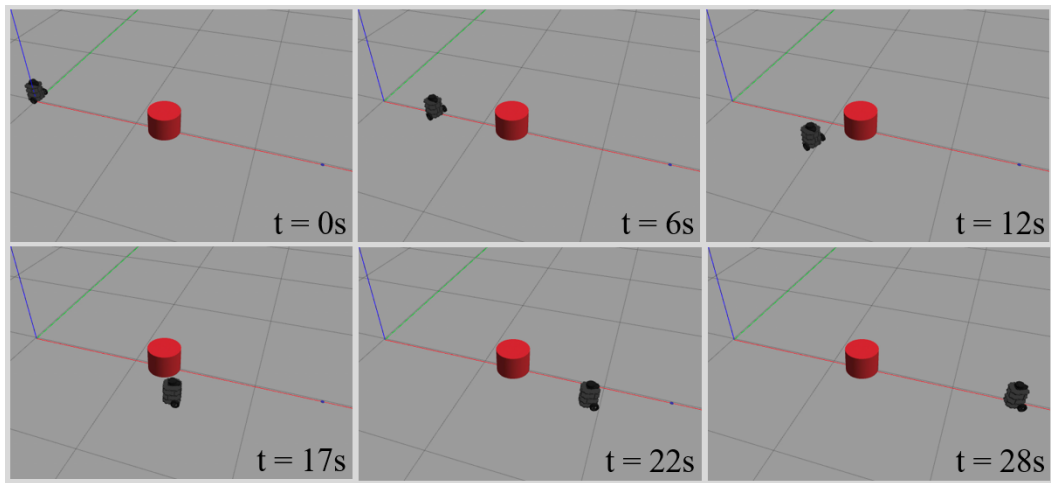 t = 0s
t = 6s
t = 12s
t = 17s
t = 22s
t = 28s